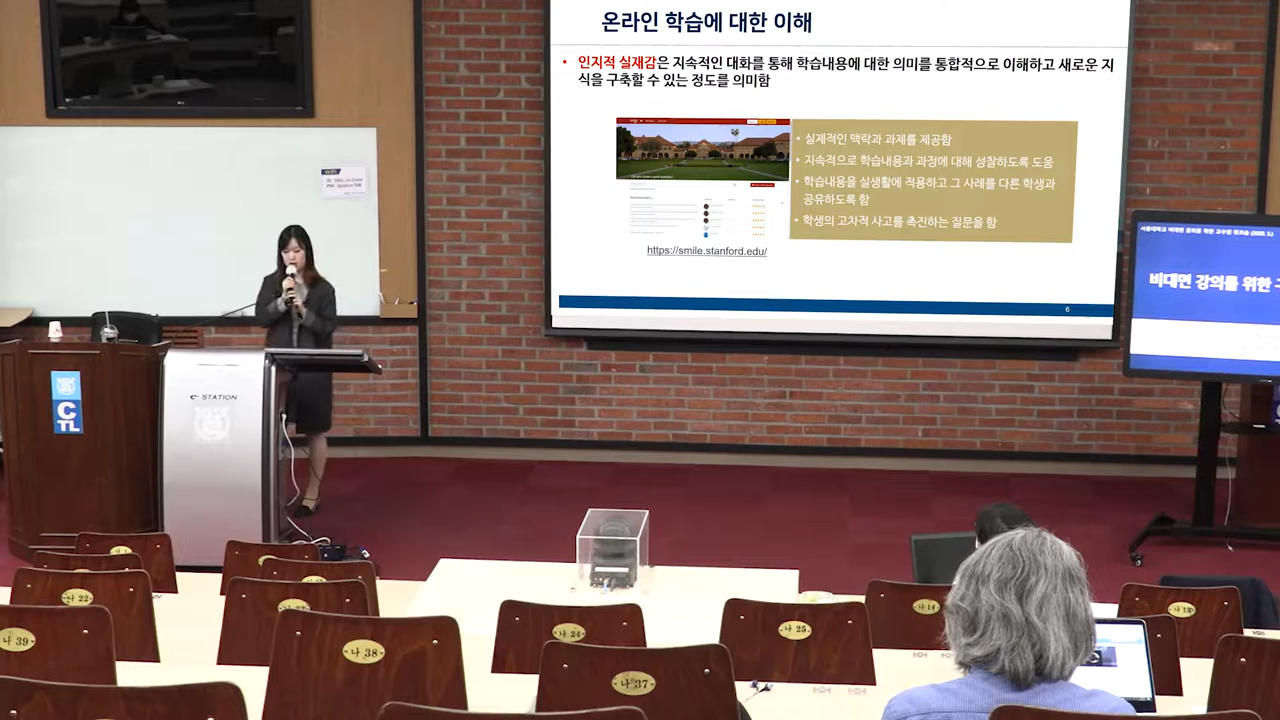 온라인 학습에 대한 이해
• 인지적 실재감은 지속적인 대화를 통해 학습내용에 대한 의미를 통합적으로 이해하고 새로운 지
식을 구축할 수 있는 정도를 의미함
• 실제적인 맥락과 과제를 제공함
• 지속적으로 학습내용과 과정에 대해 성찰하도록 도움
• 학습내용을 실생활에 적용하고 그 사례를 다른 학생과
공유하도록 함
• 학생의 고차적 사고를 촉진하는 질문을 함
https://smile.stanford.edu/
6
비대면 강의를 위한
WiFi
e-STATION
C
TL
나 22
나 39
나 38
나 24
나 25
나 37
나 14